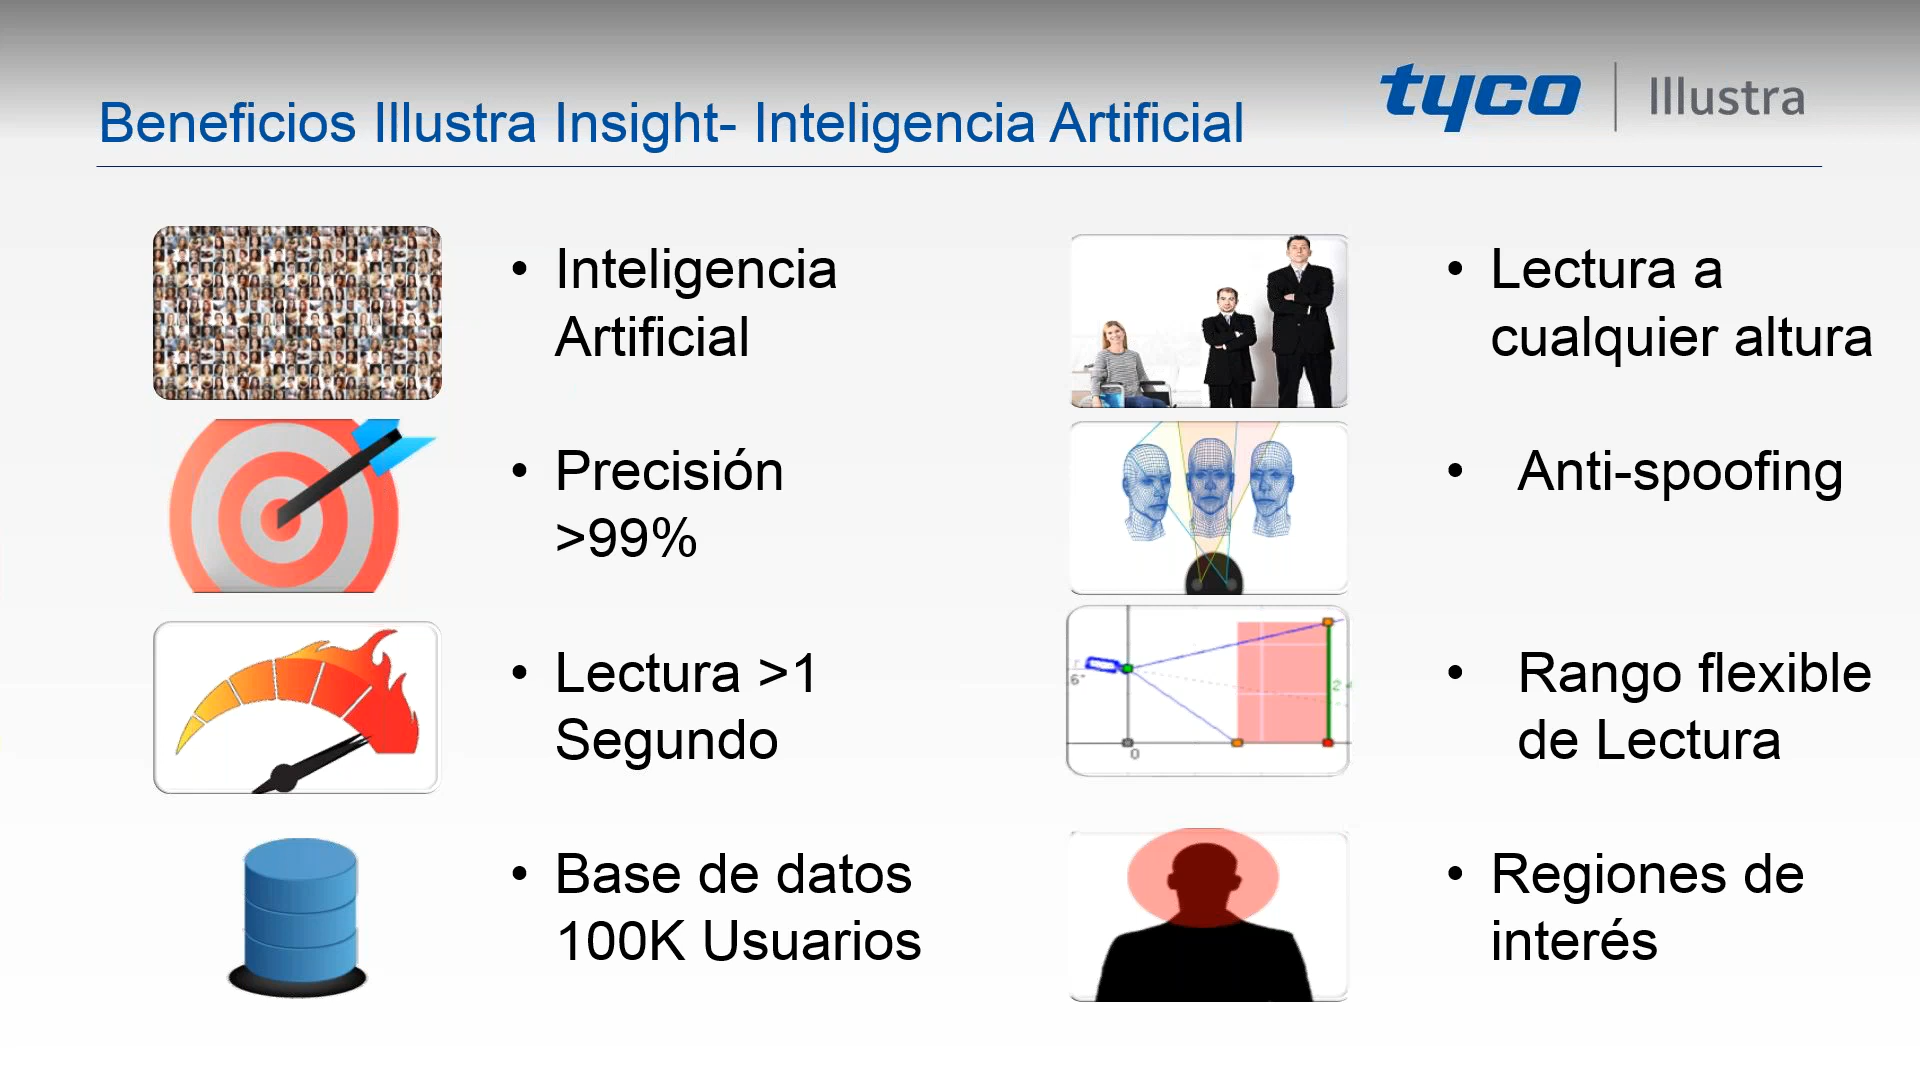 Beneficios Illustra Insight- Inteligencia Artificial
tyco | Illustra
• Inteligencia
Artificial
• Precisión
>99%
• Lectura >1
Segundo
• Base de datos
100K Usuarios
• Lectura a
cualquier altura
• Anti-spoofing
• Rango flexible
de Lectura
0
• Regiones de
interés